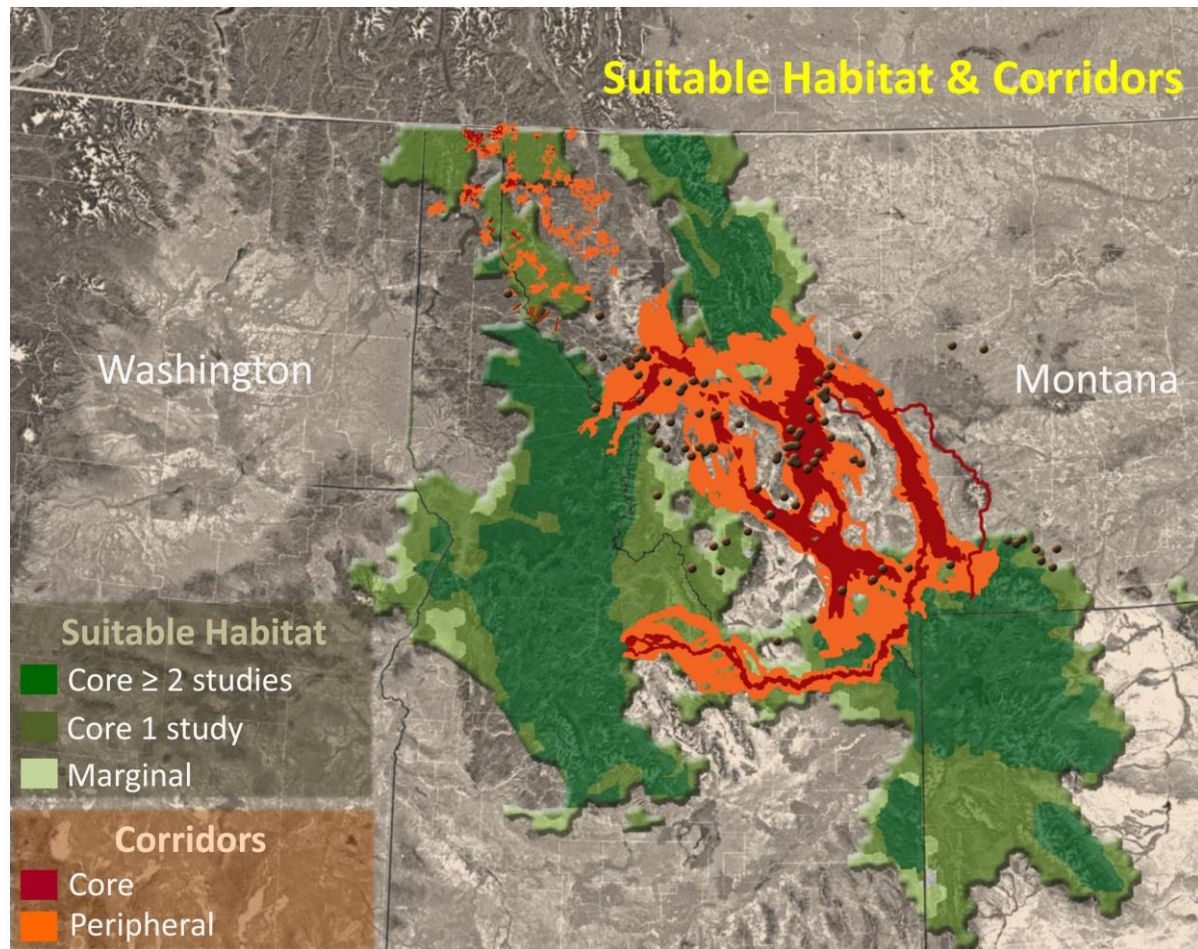 Suitable Habitat & Corridors
Washington
Montana
Suitable Habitat
Core ≥ 2 studies
Core 1 study
Marginal
Corridors
Core
Peripheral